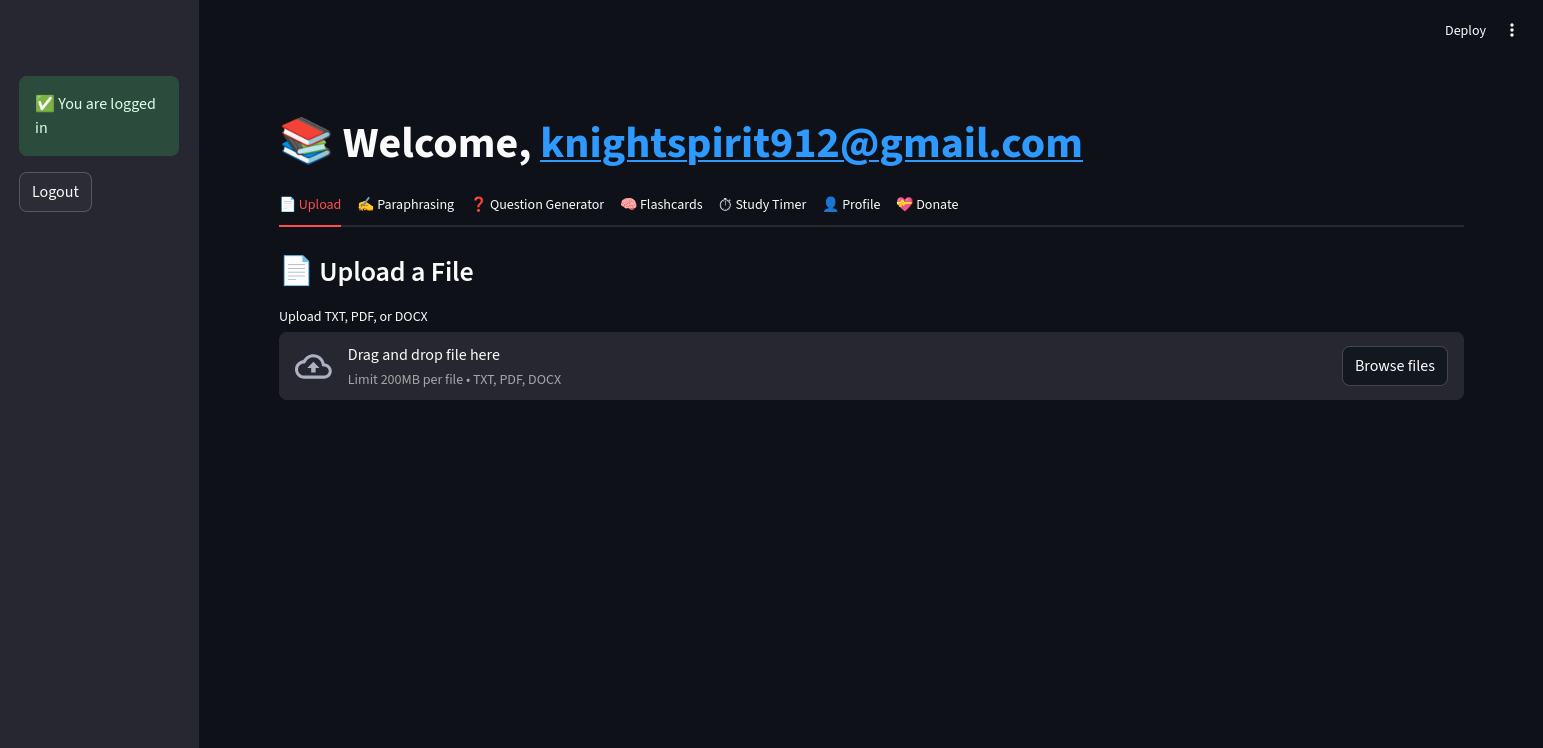 Deploy
✅ You are logged
in
Logout
📚 Welcome, knightspirit912@gmail.com
📄 Upload ✍️ Paraphrasing ❓ Question Generator 🧠 Flashcards ⏱ Study Timer 👤 Profile 💝 Donate
📄 Upload a File
Upload TXT, PDF, or DOCX
Drag and drop file here
Limit 200MB per file • TXT, PDF, DOCX
Browse files